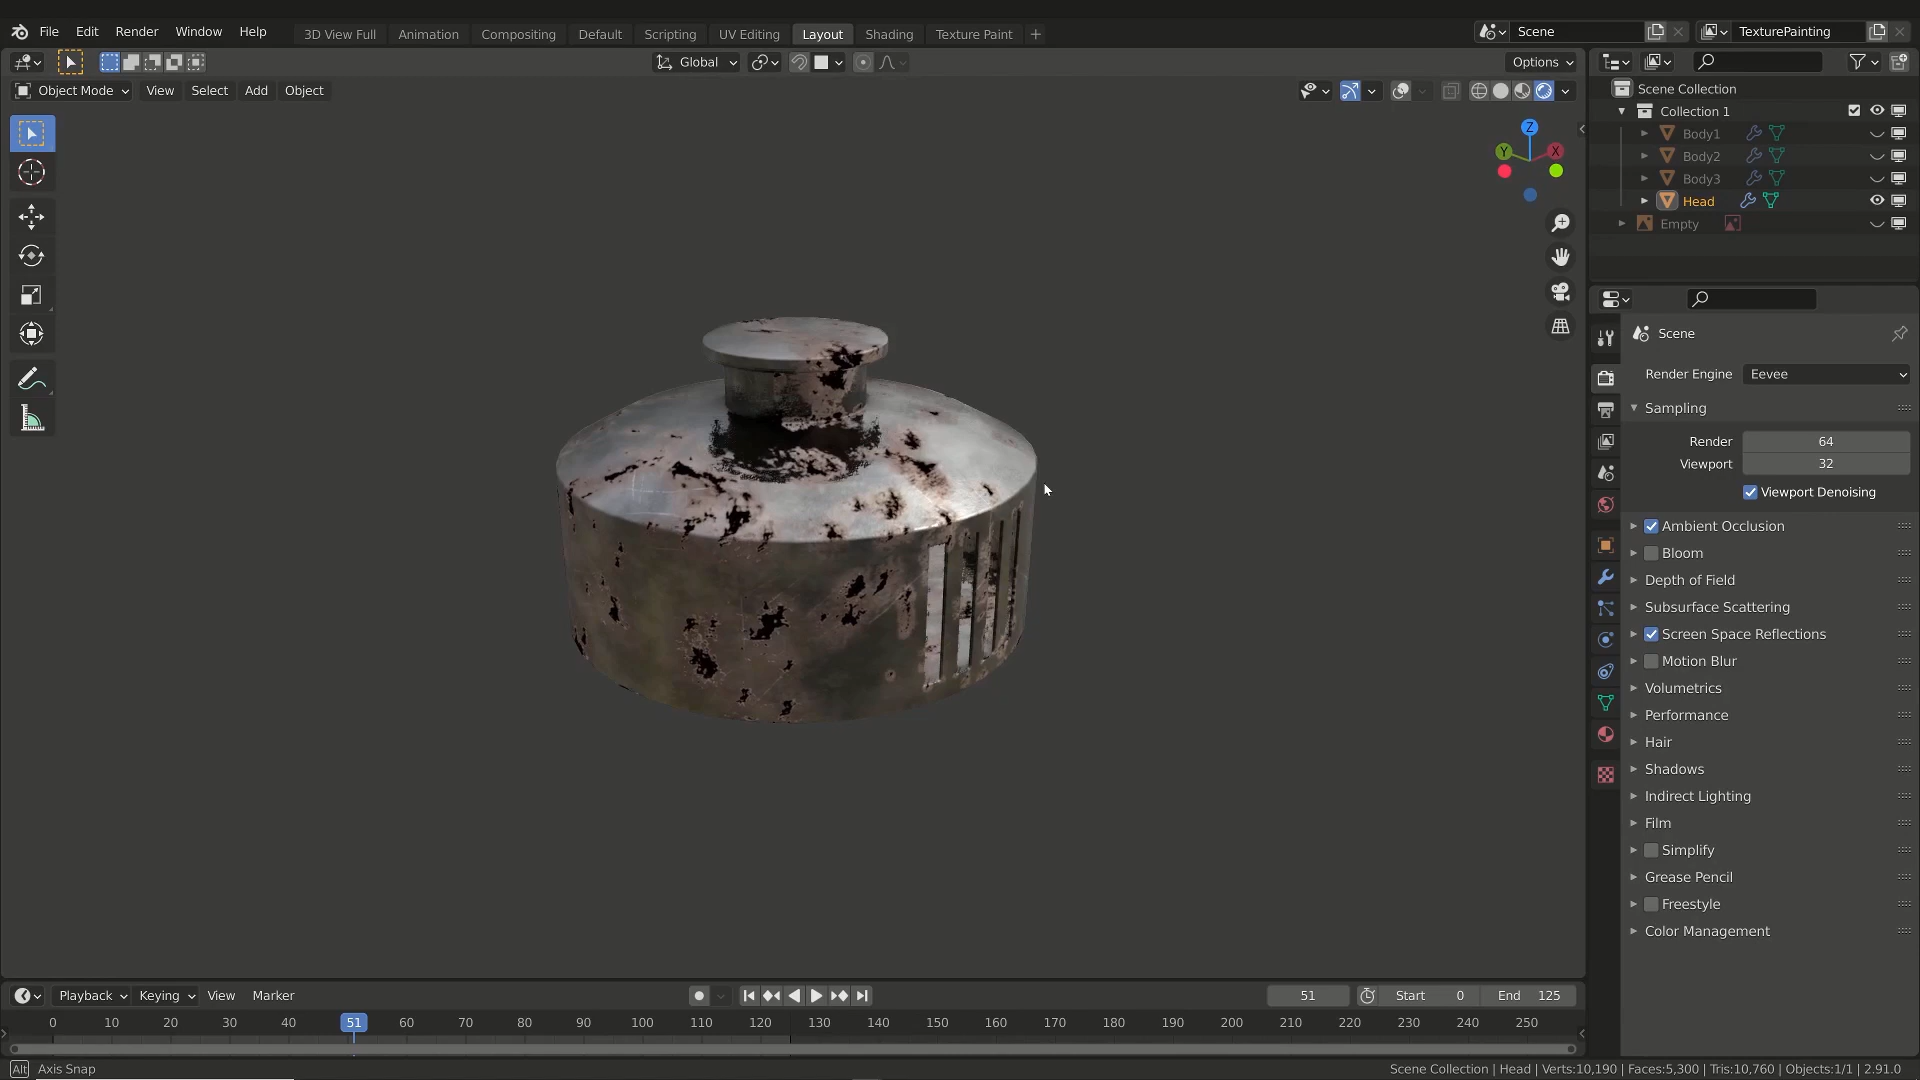 File Edit Render Window Help 3D View Full Animation Compositing Default Scripting UV Editing Layout Shading Texture Paint + Scene TexturePainting
Global Options
Object Mode View Select Add Object
Scene Collection
Collection 1
Body1
Body2
Body3
Head
Empty
Z
Y X
Scene
Render Engine Eevee
Sampling
Render 64
Viewport 32
Viewport Denoising
Ambient Occlusion
Bloom
Depth of Field
Subsurface Scattering
Screen Space Reflections
Motion Blur
Volumetrics
Performance
Hair
Shadows
Indirect Lighting
Film
Simplify
Grease Pencil
Freestyle
Color Management
Playback Keying View Marker 51 Start 0 End 125
0 10 20 30 40 51 60 70 80 90 100 110 120 130 140 150 160 170 180 190 200 210 220 230 240 250
Alt Axis Snap Scene Collection | Head | Verts:10,190 | Faces:5,300 | Tris:10,760 | Objects:1/1 | 2.91.0